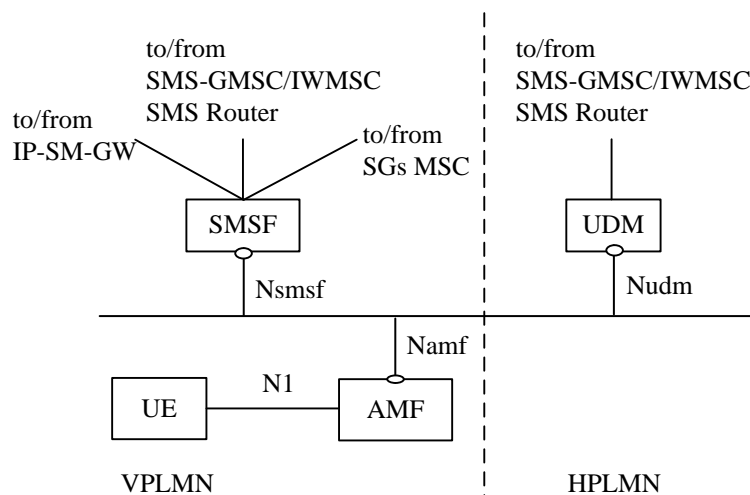 to/from
SMS-GMSC/IWMSC
SMS Router
to/from
IP-SM-GW
to/from
SGs MSC
SMSF
Nsmsf
to/from
SMS-GMSC/IWMSC
SMS Router
UDM
Nudm
Namf
UE
N1
AMF
VPLMN
HPLMN